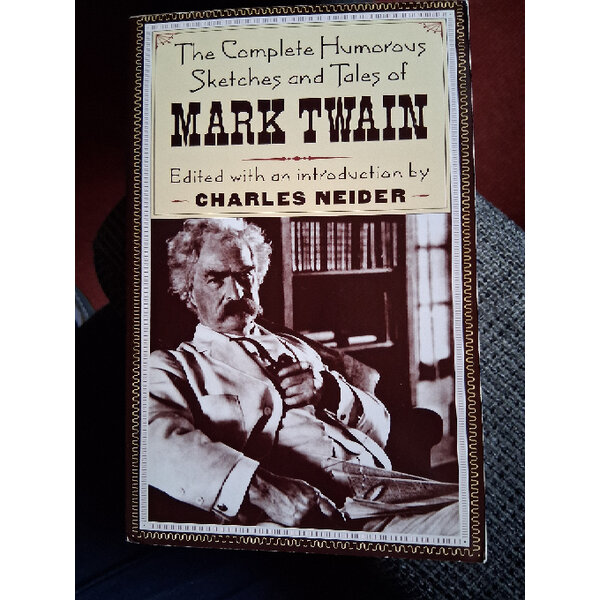 The Complete Humorous
Sketches and Tales of
MARK TWAIN
Edited with an introduction by
CHARLES NEIDER